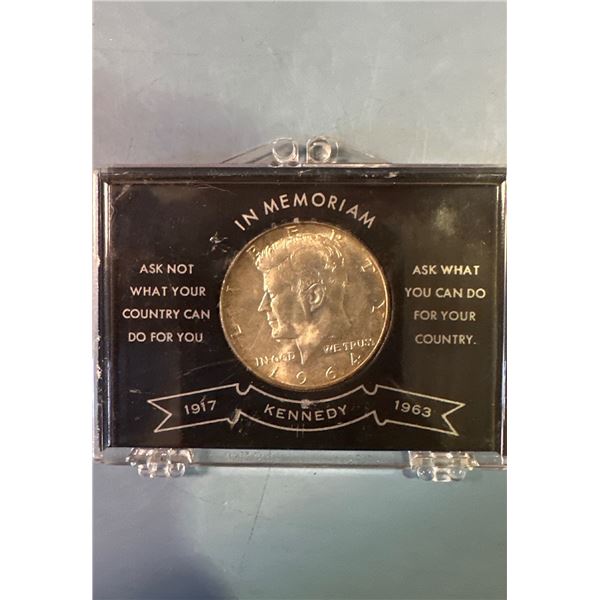 IN MEMORIAM
LIBERTY
ASK NOT
WHAT YOUR
COUNTRY CAN
DO FOR YOU
ASK WHAT
YOU CAN DO
FOR YOUR
COUNTRY.
IN GOD WE TRUST
1964
1917 KENNEDY 1963